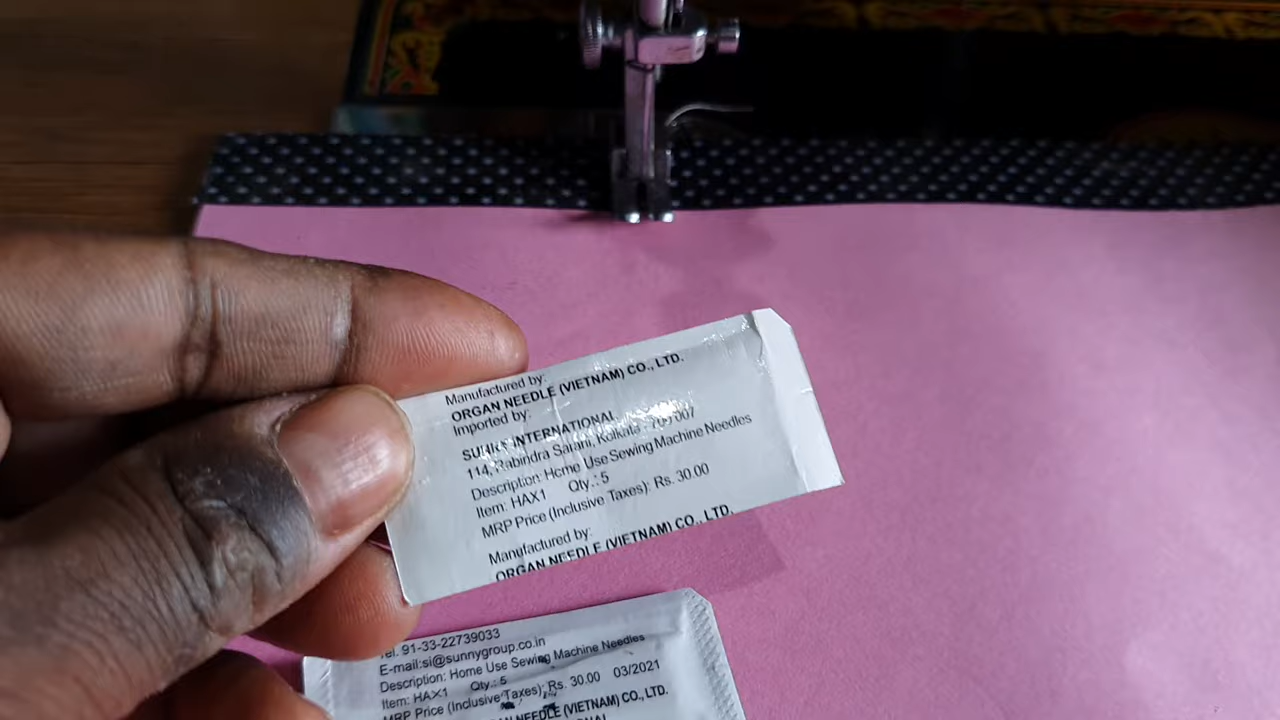 Manufactured by:
ORGAN NEEDLE (VIETNAM) CO., LTD.
Imported by:
SUNNY INTERNATIONAL
114, Rabindra Sarani, Kolkata - 700 007
Description: Home Use Sewing Machine Needles
Item: HAX1 Qty.: 5
MRP Price (Inclusive Taxes): Rs. 30.00
Manufactured by:
ORGAN NEEDLE (VIETNAM) CO., LTD.
Tel. 91-33-22739033
E-mail:si@sunnygroup.co.in
Description: Home Use Sewing Machine Needles
Item: HAX1 Qty.: 5
MRP Price (Inclusive Taxes): Rs. 30.00 03/2021
ORGAN NEEDLE (VIETNAM) CO., LTD.